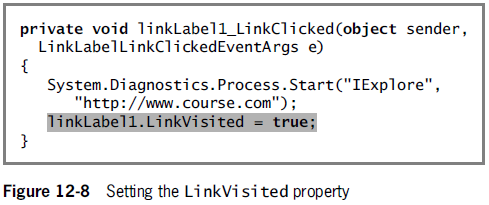 private void linkLabel1_LinkClicked(object sender,
LinkLabelLinkClickedEventArgs e)
{
System.Diagnostics.Process.Start("IExplore",
"http://www.course.com");
linkLabel1.LinkVisited = true;
}
Figure 12-8 Setting the LinkVisited property